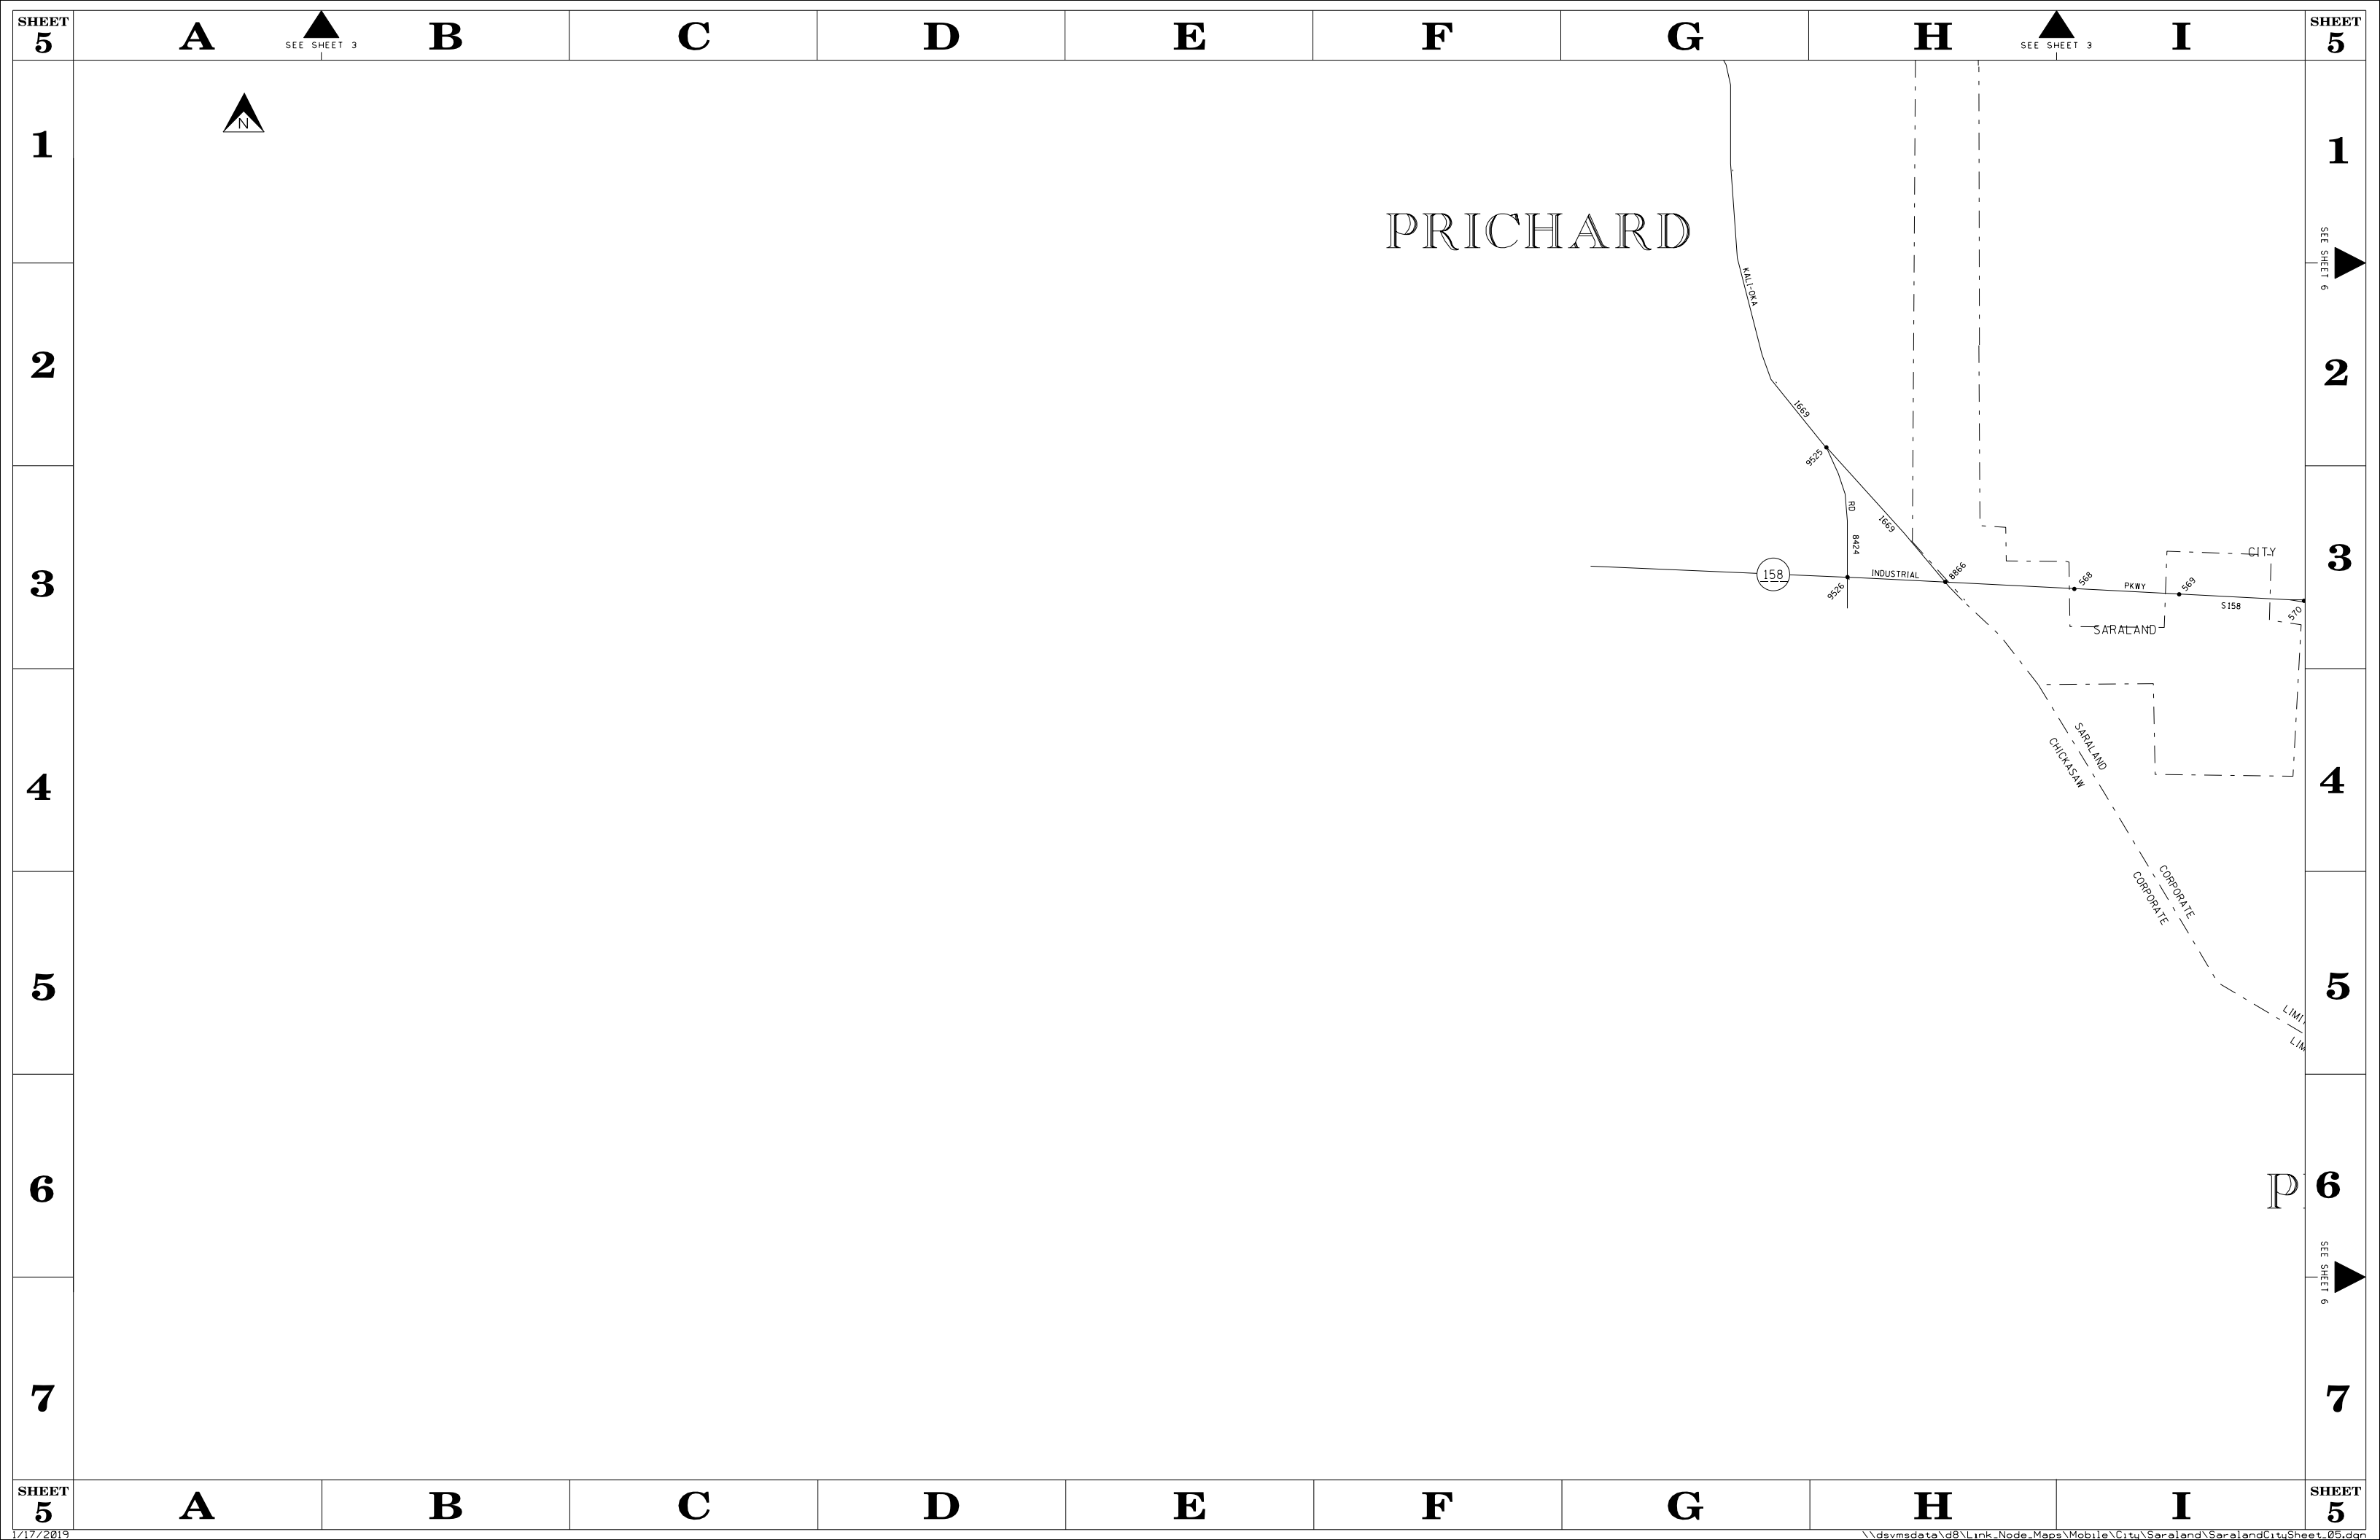 SHEET
5
A
SEE SHEET 3
B
C
D
E
F
G
H
SEE SHEET 3
I
SHEET
5
N
1
1
PRICHARD
SEE SHEET 6
KALI-OKA
2
2
1669
9525
RD
1669
8424
3
158
INDUSTRIAL
9526
8866
568
PKWY
569
S158
CITY
570
SARALAND
3
4
SARALAND
CHICKASAW
4
CORPORATE
CORPORATE
5
5
LIMI
LIM
6
P
6
SEE SHEET 6
7
7
SHEET
5
A
B
C
D
E
F
G
H
I
SHEET
5
1/17/2019
\\dsvmsdata\d8\Link_Node_Maps\Mobile\City\Saraland\SaralandCitySheet_05.dgn